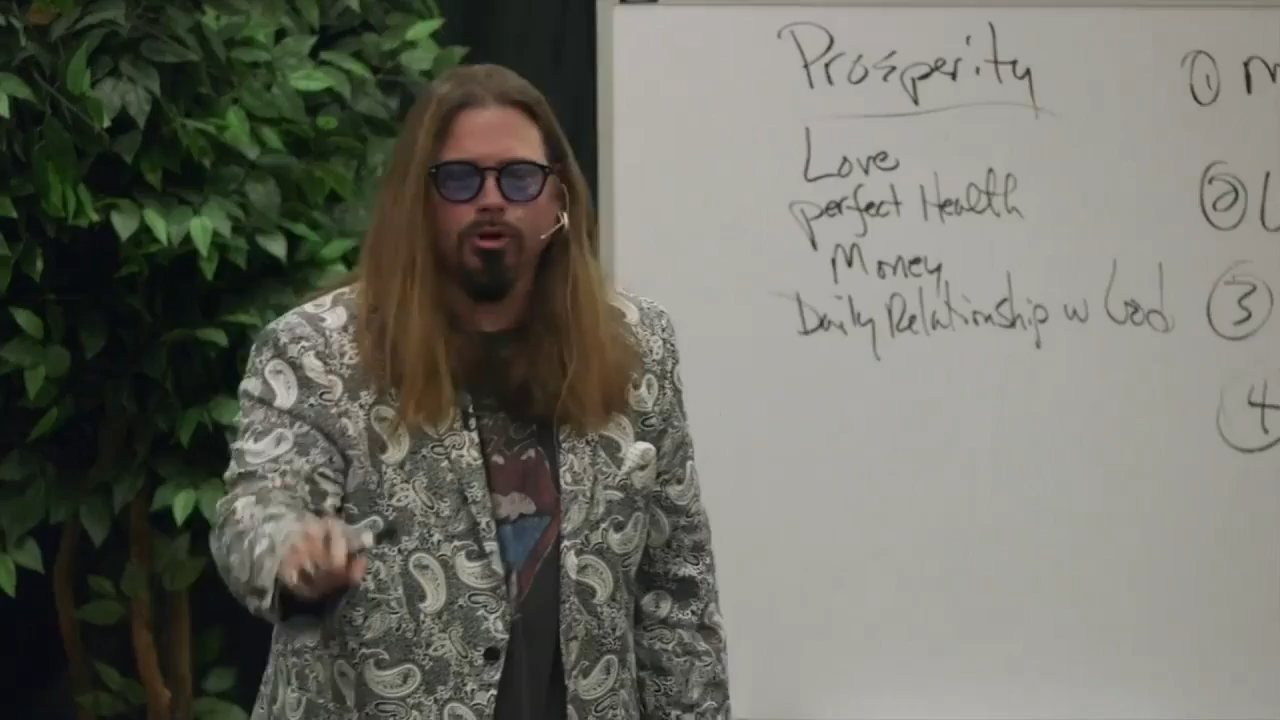 Prosperity
Love
perfect Health
Money
Daily Relationship w God
① M
② L
③
④